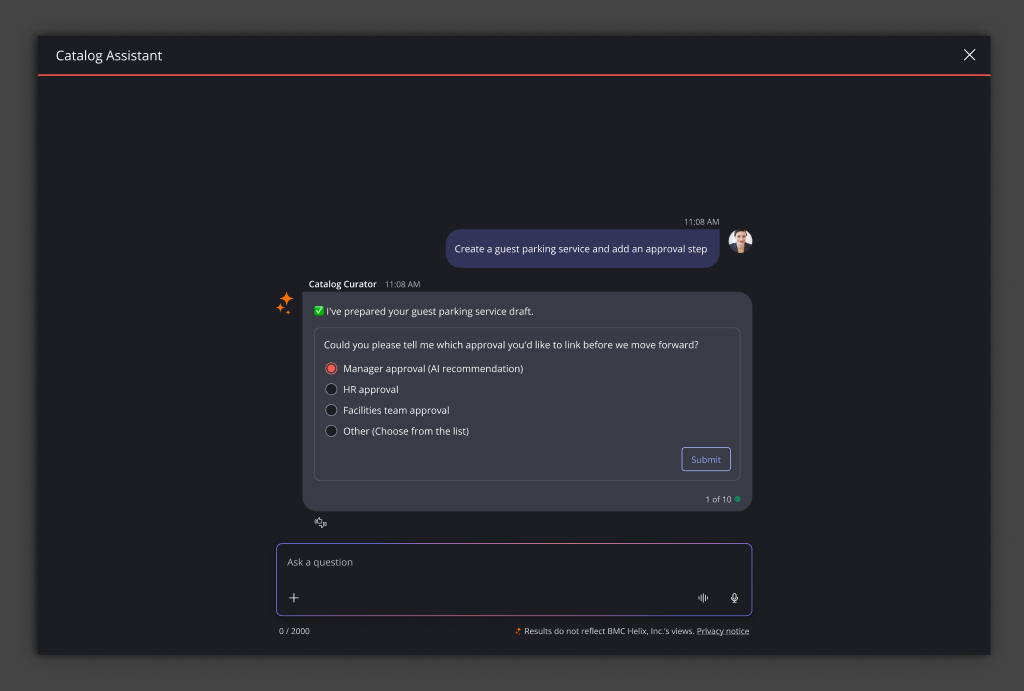 Catalog Assistant
11:08 AM
Create a guest parking service and add an approval step
Catalog Curator 11:08 AM
✅ I've prepared your guest parking service draft.
Could you please tell me which approval you'd like to link before we move forward?
Manager approval (AI recommendation)
HR approval
Facilities team approval
Other (Choose from the list)
Submit
1 of 10
Ask a question
0 / 2000
Results do not reflect BMC Helix, Inc.'s views. Privacy notice